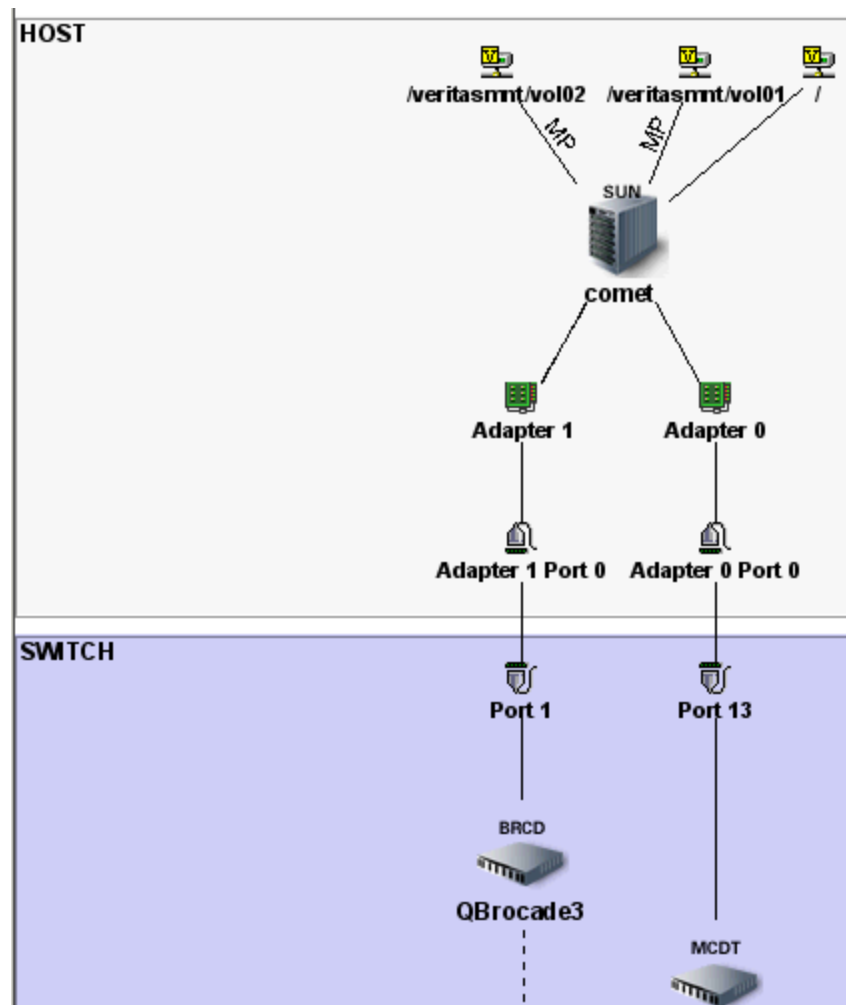 HOST
/veritasmnt/vol02 /veritasmnt/vol01 /
MP MP
SUN
comet
Adapter 1 Adapter 0
Adapter 1 Port 0 Adapter 0 Port 0
SWITCH
Port 1 Port 13
BRCD
QBrocade3
MCDT